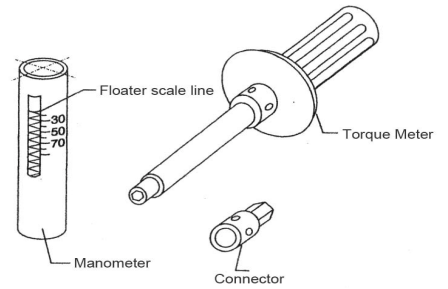 Floater scale line
30
50
70
Torque Meter
Manometer
Connector